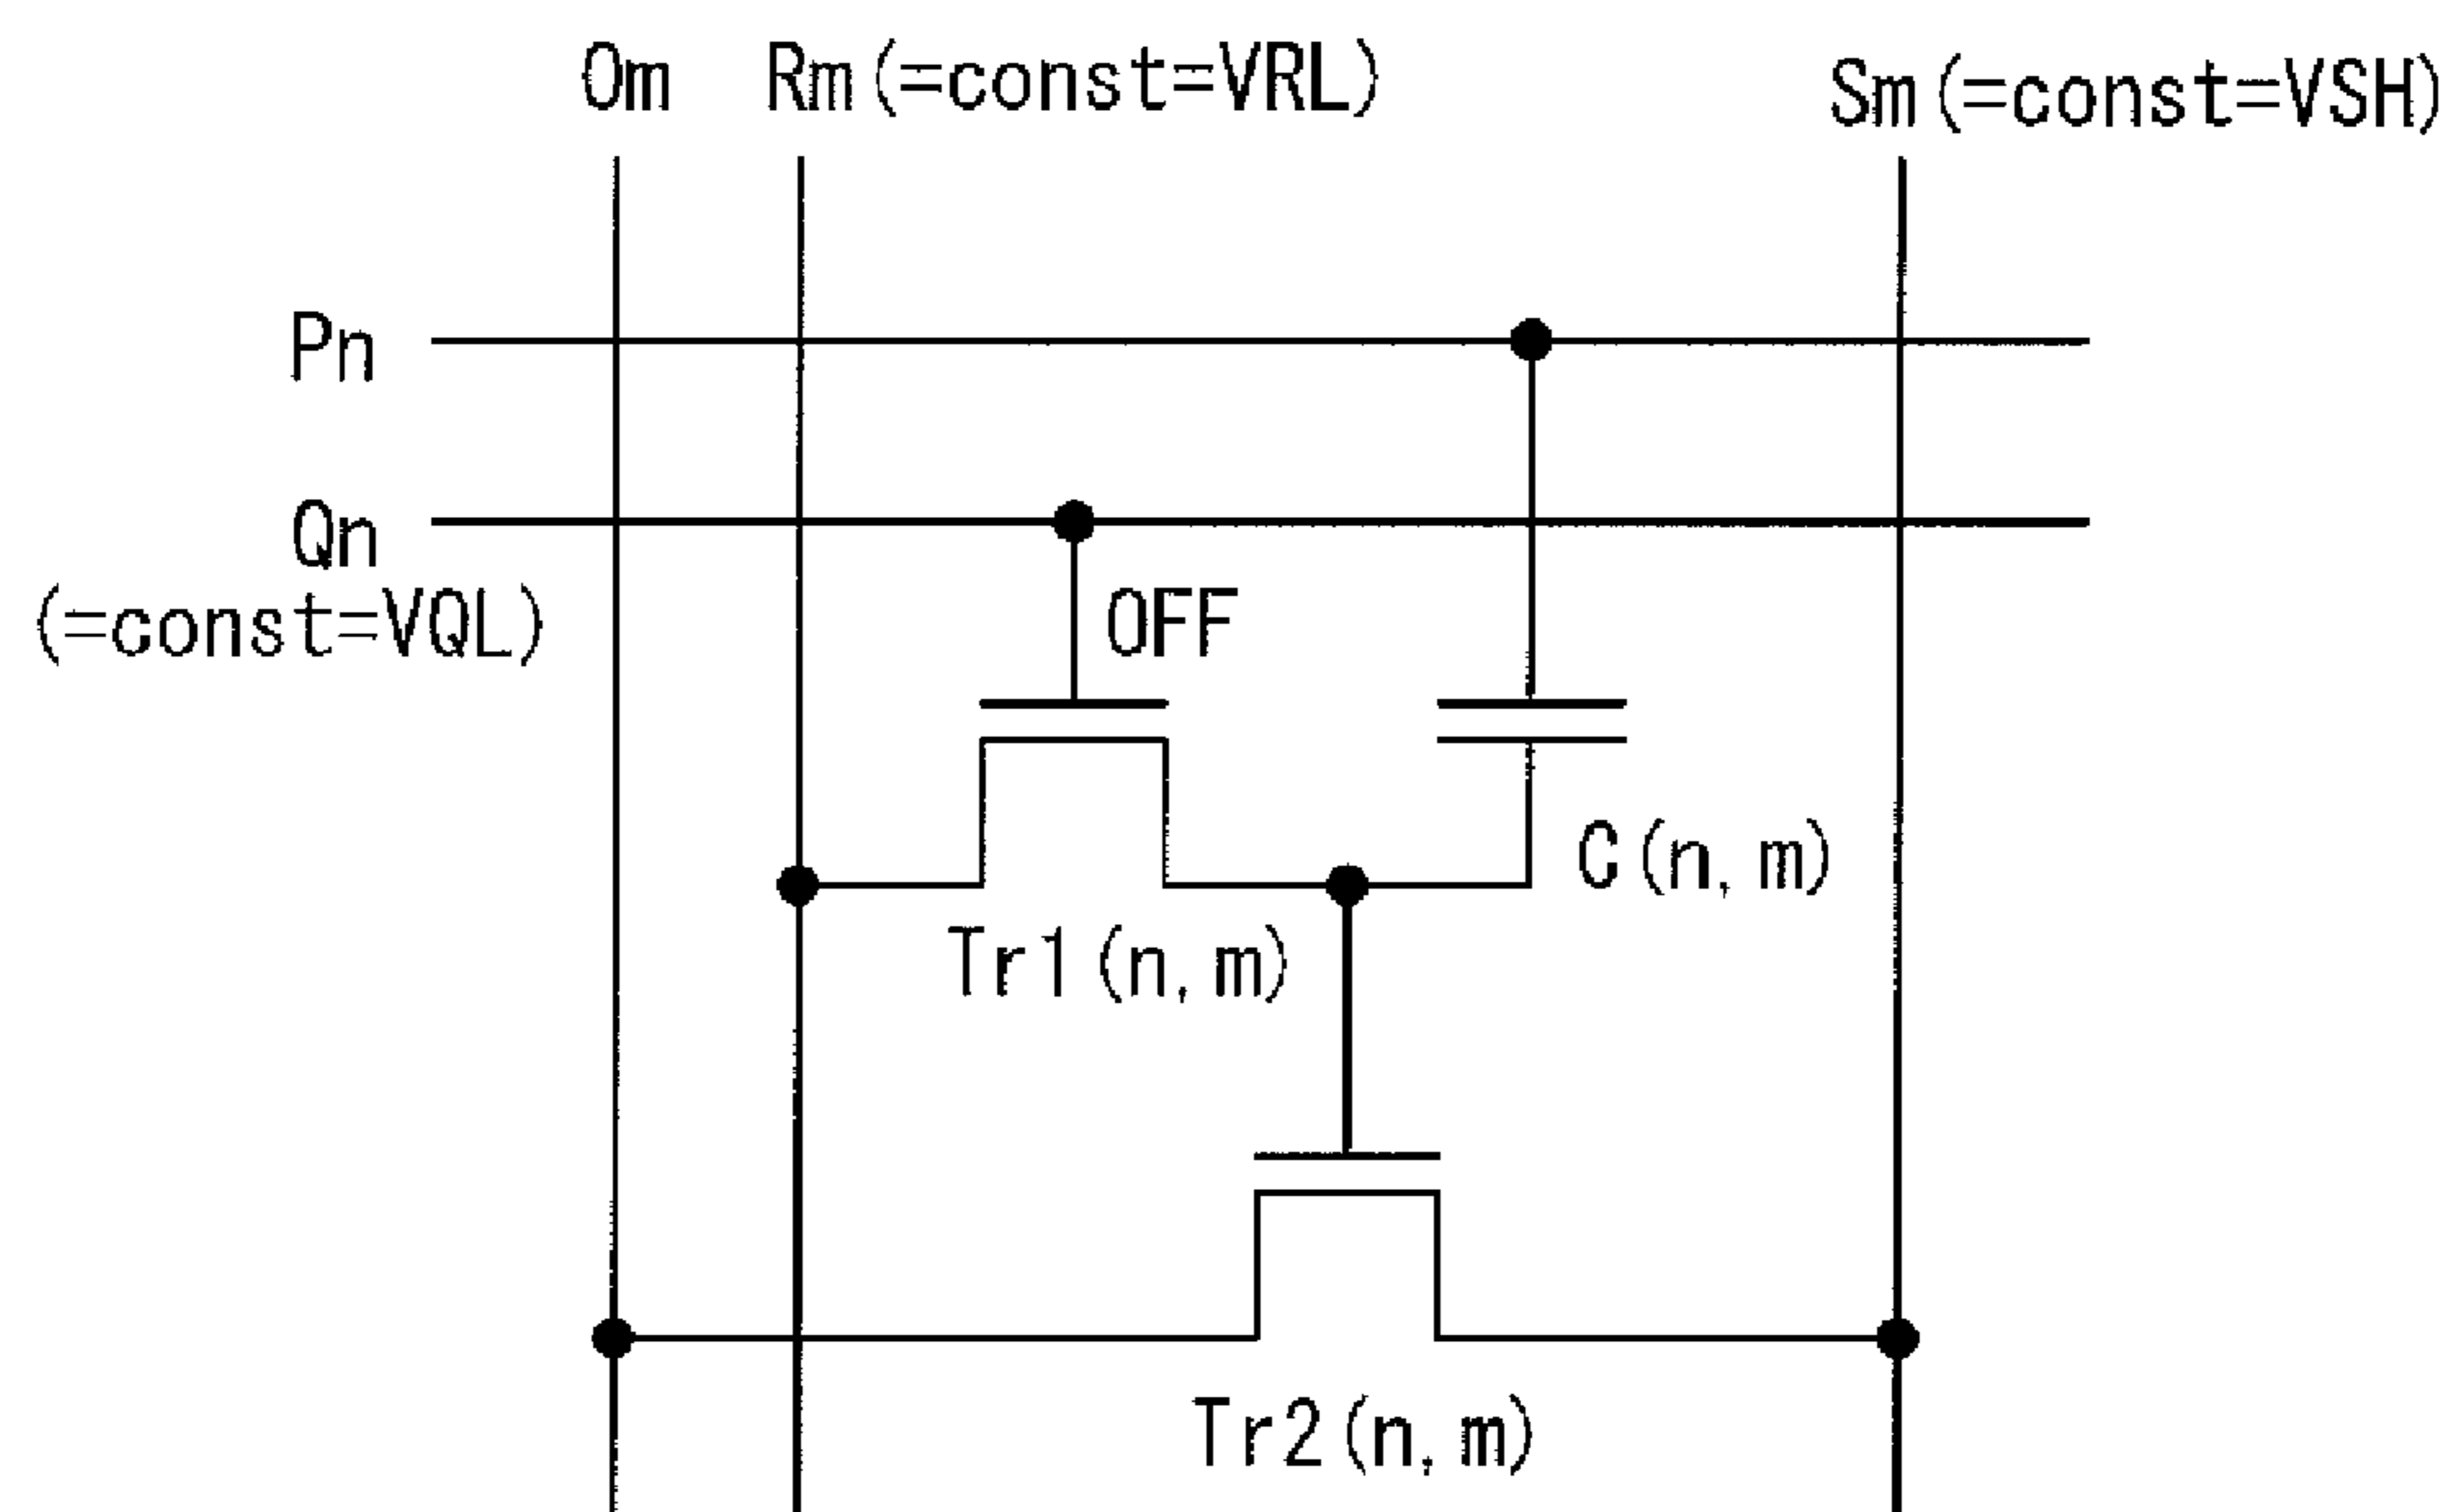 Om
Rm(=const=VRL)
Sm(=const=VSH)
Pn
Qn
(=const=VQL)
OFF
C(n,m)
Tr1(n,m)
Tr2(n,m)